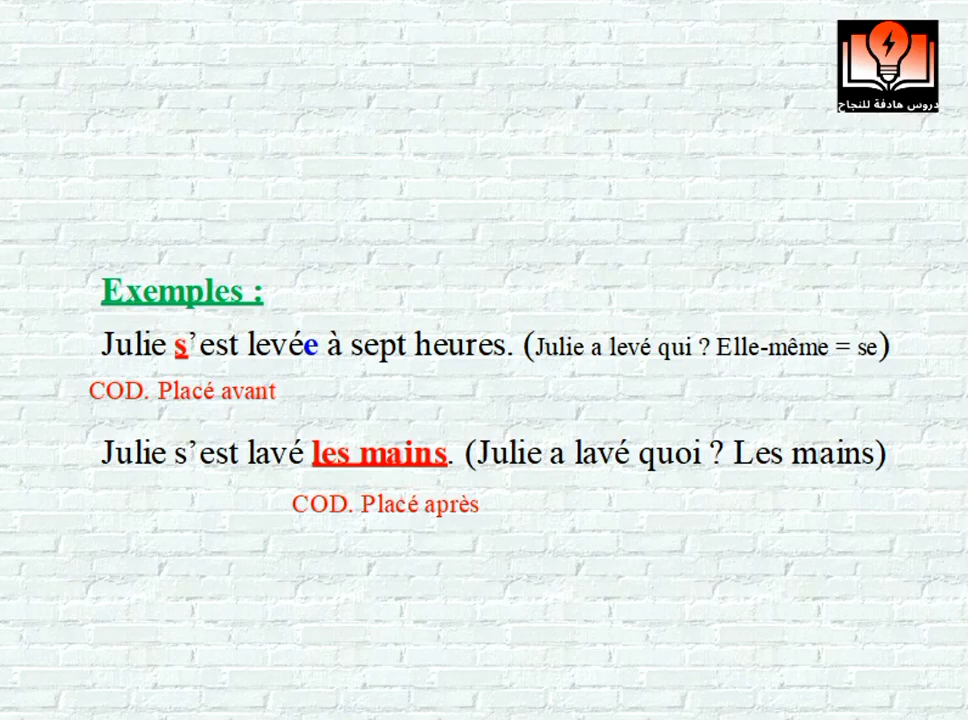 دروس هادفة للنجاح
Exemples :
Julie s’est levée à sept heures. (Julie a levé qui ? Elle-même = se)
COD. Placé avant
Julie s’est lavé les mains. (Julie a lavé quoi ? Les mains)
COD. Placé après